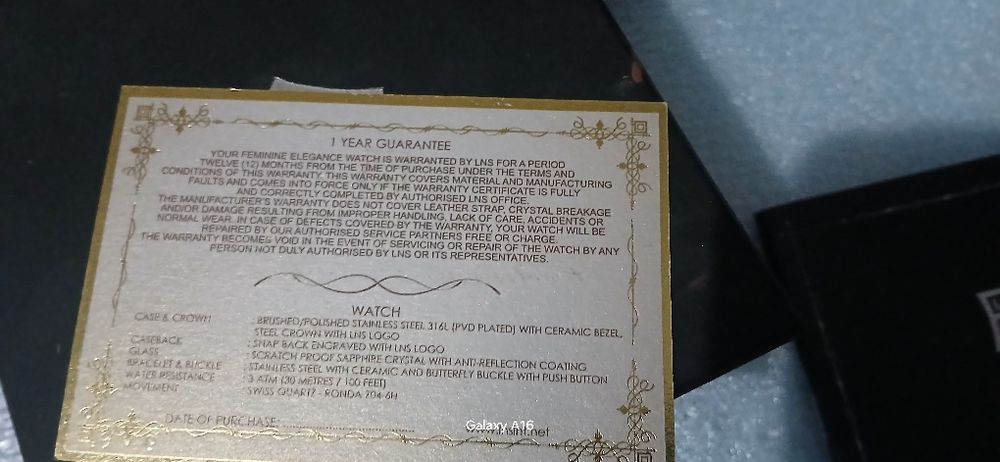 1 YEAR GUARANTEE
YOUR FEMININE ELEGANCE WATCH IS WARRANTED BY LNS FOR A PERIOD
TWELVE (12) MONTHS FROM THE TIME OF PURCHASE UNDER THE TERMS AND
CONDITIONS OF THIS WARRANTY. THIS WARRANTY COVERS MATERIAL AND MANUFACTURING
FAULTS AND COMES INTO FORCE ONLY IF THE WARRANTY CERTIFICATE IS FULLY
AND CORRECTLY COMPLETED BY AUTHORISED LNS OFFICE.
THE MANUFACTURER'S WARRANTY DOES NOT COVER LEATHER STRAP, CRYSTAL BREAKAGE
AND/OR DAMAGE RESULTING FROM IMPROPER HANDLING, LACK OF CARE, ACCIDENTS OR
NORMAL WEAR. IN CASE OF DEFECTS COVERED BY THE WARRANTY, YOUR WATCH WILL BE
REPAIRED BY OUR AUTHORISED SERVICE PARTNERS FREE OR CHARGE.
THE WARRANTY BECOMES VOID IN THE EVENT OF SERVICING OR REPAIR OF THE WATCH BY ANY
PERSON NOT DULY AUTHORISED BY LNS OR ITS REPRESENTATIVES.
WATCH
CASE & CROWN : BRUSHED/POLISHED STAINLESS STEEL 316L (PVD PLATED) WITH CERAMIC BEZEL,
STEEL CROWN WITH LNS LOGO
CASEBACK : SNAP BACK ENGRAVED WITH LNS LOGO
GLASS : SCRATCH PROOF SAPPHIRE CRYSTAL WITH ANTI-REFLECTION COATING
BRACELET & BUCKLE : STAINLESS STEEL WITH CERAMIC AND BUTTERFLY BUCKLE WITH PUSH BUTTON
WATER RESISTANCE : 3 ATM (30 METRES / 100 FEET)
MOVEMENT : SWISS QUARTZ - RONDA 704-6H
DATE OF PURCHASE:
Galaxy A16